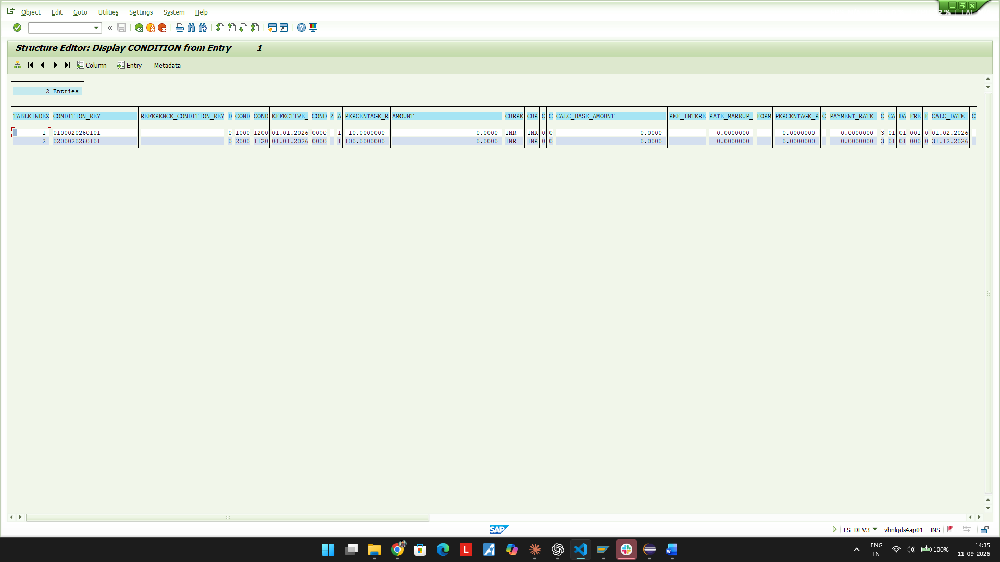 Object Edit Goto Utilities Settings System Help
2 % LAT
Structure Editor: Display CONDITION from Entry 1
Column Entry Metadata
2 Entries
TABLEINDEX CONDITION_KEY REFERENCE_CONDITION_KEY D COND COND EFFECTIVE_ COND Z A PERCENTAGE_R AMOUNT CURRE CUR C C CALC_BASE_AMOUNT REF_INTERE RATE_MARKUP_ FORM PERCENTAGE_R C PAYMENT_RATE C CA DA FRE F CALC_DATE C
1 0100020260101 0 1000 1200 01.01.2026 0000 1 10.0000000 0.0000 INR INR 0 0 0.0000 0.0000000 0.0000000 0.0000000 3 01 01 001 0 01.02.2026
2 0200020260101 0 2000 1120 01.01.2026 0000 1 100.0000000 0.0000 INR INR 0 0 0.0000 0.0000000 0.0000000 0.0000000 3 01 01 000 0 31.12.2026
SAP FS_DEV3 vhnlqds4ap01 INS
L W
ENG
IN
100%
14:35
11-09-2026